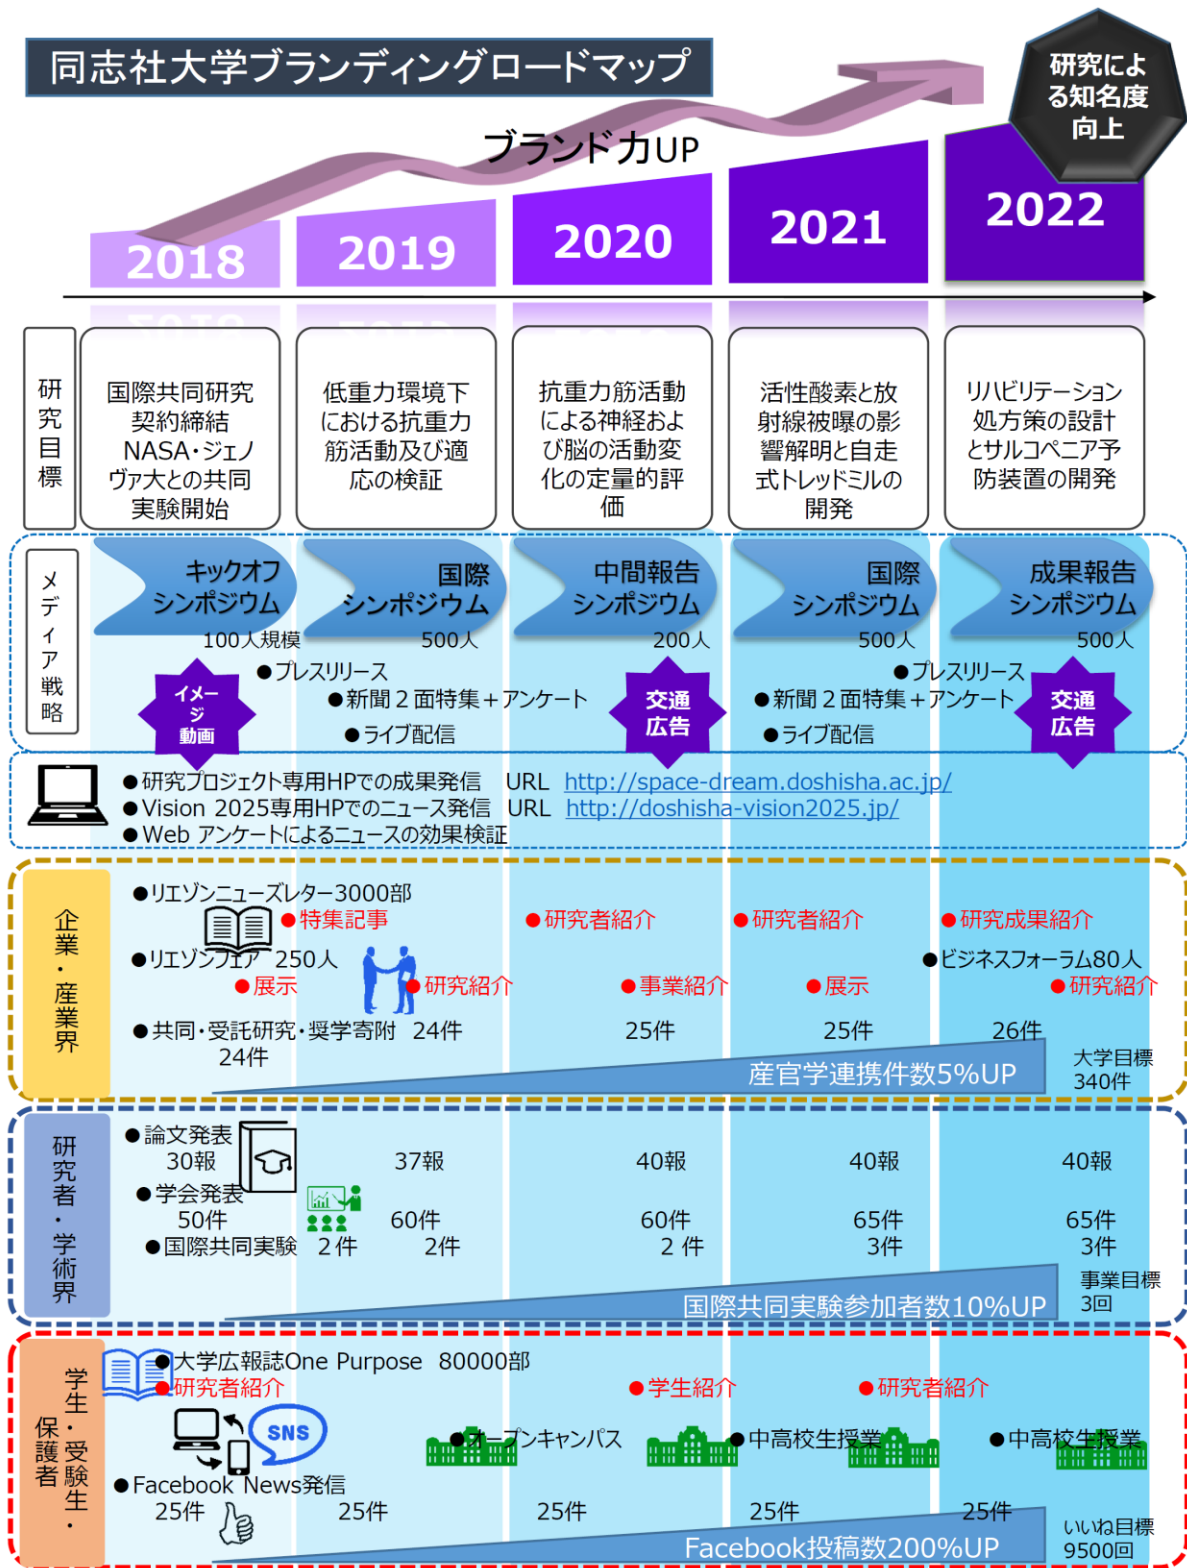 同志社大学ブランディングロードマップ
研究によ
る知名度
向上
ブランド力UP
2018
2019
2020
2021
2022
研究目標
国際共同研究
契約締結
NASA・ジェノ
ヴァ大との共同
実験開始
低重力環境下
における抗重力
筋活動及び適
応の検証
抗重力筋活動
による神経およ
び脳の活動変
化の定量的評
価
活性酸素と放
射線被曝の影
響解明と自走
式トレッドミルの
開発
リハビリテーション
処方策の設計
とサルコペニア予
防装置の開発
メディア戦略
キックオフ
シンポジウム
国際
シンポジウム
中間報告
シンポジウム
国際
シンポジウム
成果報告
シンポジウム
100人規模
500人
200人
500人
500人
●プレスリリース
●プレスリリース
イメー
ジ
動画
●新聞２面特集＋アンケート
交通
広告
●新聞２面特集＋アンケート
交通
広告
●ライブ配信
●ライブ配信
●研究プロジェクト専用HPでの成果発信　URL　http://space-dream.doshisha.ac.jp/
●Vision 2025専用HPでのニュース発信　URL　http://doshisha-vision2025.jp/
●Web アンケートによるニュースの効果検証
企業・産業界
●リエゾンニューズレター3000部
●特集記事
●研究者紹介
●研究者紹介
●研究成果紹介
●リエゾンフェア　250人
●ビジネスフォーラム80人
●展示
●研究紹介
●事業紹介
●展示
●研究紹介
●共同・受託研究・奨学寄附　24件
25件
25件
26件
24件
産官学連携件数5%UP
大学目標
340件
研究者・学術界
●論文発表
30報
37報
40報
40報
40報
●学会発表
50件
60件
60件
65件
65件
●国際共同実験　２件
2件
２件
3件
3件
国際共同実験参加者数10%UP
事業目標
3回
学生・受験生・
保護者
●大学広報誌One Purpose　80000部
●研究者紹介
●学生紹介
●研究者紹介
SNS
●オープンキャンパス
●中高校生授業
●中高校生授業
●Facebook News発信
25件
25件
25件
25件
25件
Facebook投稿数200%UP
いいね目標
9500回